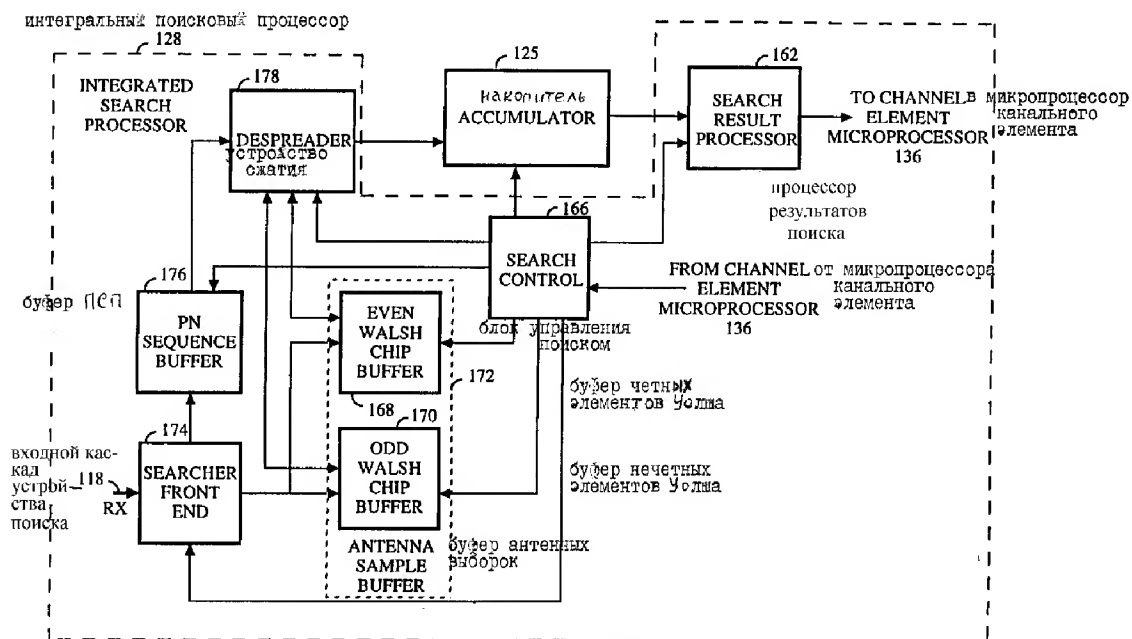 интегральный поисковый процессор
128
INTEGRATED
SEARCH
PROCESSOR
178
DESPREADER
устройство
сжатия
125
накопитель
ACCUMULATOR
162
SEARCH
RESULT
PROCESSOR
TO CHANNEL
ELEMENT
MICROPROCESSOR
136
в микропроцессор
канального
элемента
процессор
результатов
поиска
166
SEARCH
CONTROL
блок управления
поиском
FROM CHANNEL
ELEMENT
MICROPROCESSOR
136
от микропроцессора
канального
элемента
176
буфер ПСП
PN
SEQUENCE
BUFFER
EVEN
WALSH
CHIP
BUFFER
168
172
буфер четных
элементов Уолша
170
ODD
WALSH
CHIP
BUFFER
буфер нечетных
элементов Уолша
174
SEARCHER
FRONT
END
входной кас-
кад
устрой-
ства
поиска
118
RX
ANTENNA
SAMPLE
BUFFER
буфер антенных
выборок